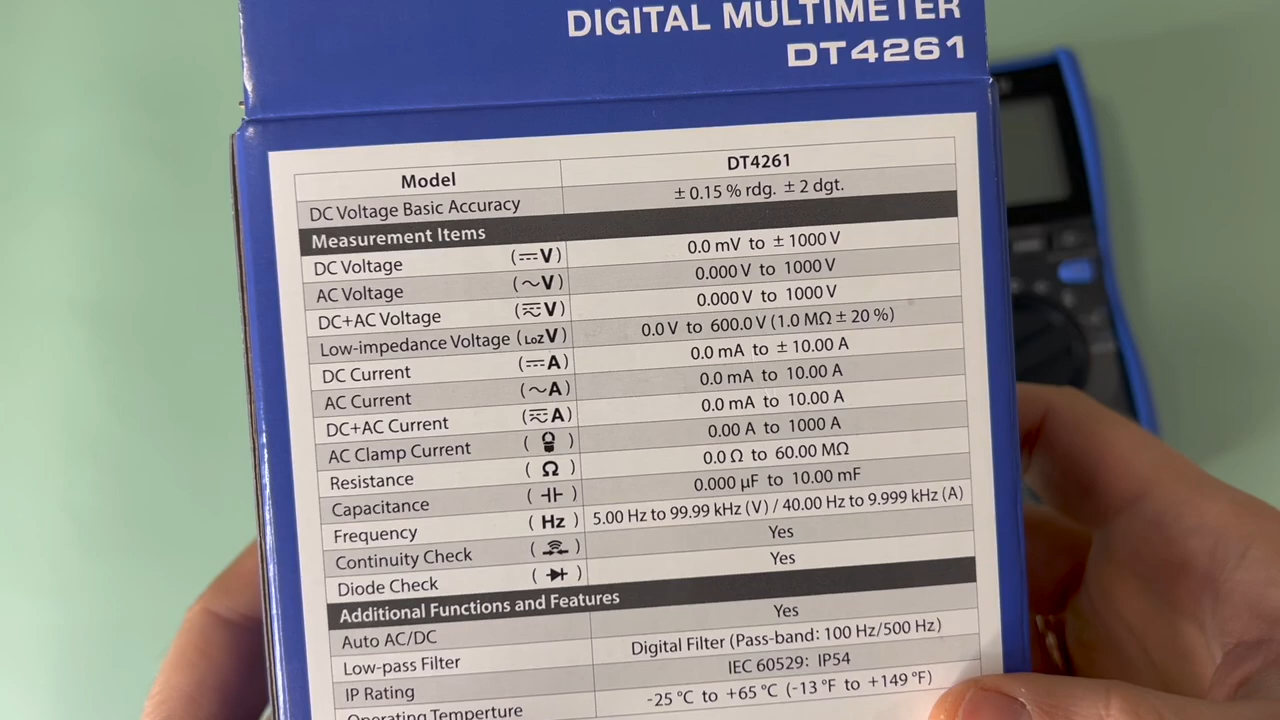 DIGITAL MULTIMETER
DT4261
Model DT4261
DC Voltage Basic Accuracy ± 0.15 % rdg. ± 2 dgt.
Measurement Items
DC Voltage (⎓V) 0.0 mV to ± 1000 V
AC Voltage (～V) 0.000 V to 1000 V
DC+AC Voltage (⎓～V) 0.000 V to 1000 V
Low-impedance Voltage (LozV) 0.0 V to 600.0 V (1.0 MΩ ± 20 %)
DC Current (⎓A) 0.0 mA to ± 10.00 A
AC Current (～A) 0.0 mA to 10.00 A
DC+AC Current (⎓～A) 0.0 mA to 10.00 A
AC Clamp Current 0.00 A to 1000 A
Resistance ( Ω ) 0.0 Ω to 60.00 MΩ
Capacitance 0.000 μF to 10.00 mF
Frequency ( Hz ) 5.00 Hz to 99.99 kHz (V) / 40.00 Hz to 9.999 kHz (A)
Continuity Check Yes
Diode Check Yes
Additional Functions and Features
Auto AC/DC Yes
Low-pass Filter Digital Filter (Pass-band: 100 Hz/500 Hz)
IP Rating IEC 60529: IP54
Operating Temperture -25 °C to +65 °C (-13 °F to +149 °F)